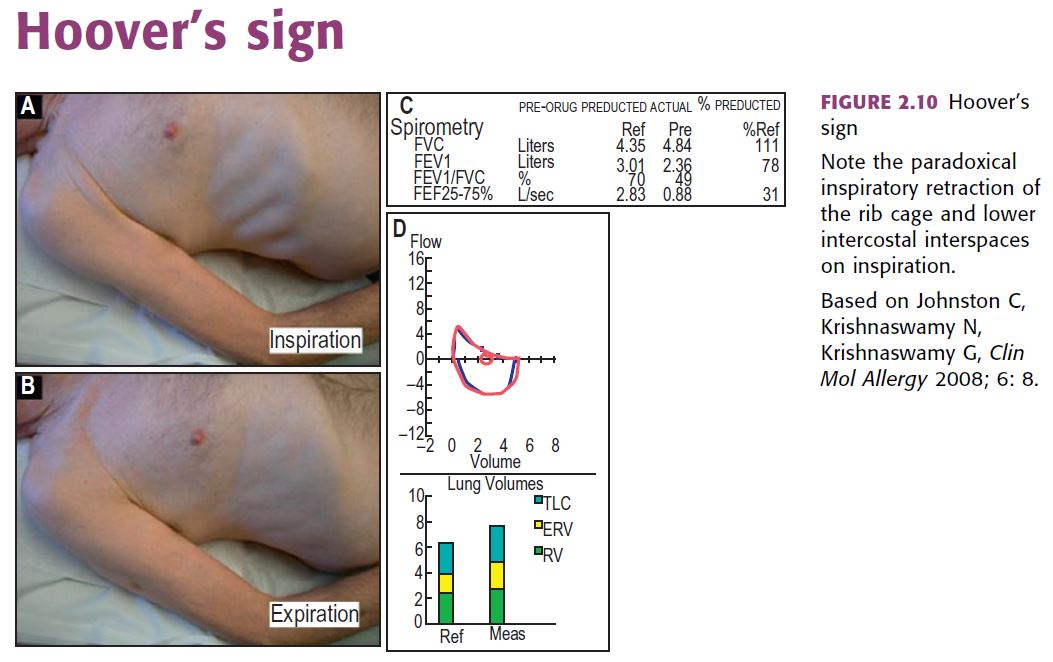 Hoover's sign
A
Inspiration
B
Expiration
C PRE-ORUG PREDUCTED ACTUAL % PREDUCTED
Spirometry Ref Pre %Ref
FVC Liters 4.35 4.84 111
FEV1 Liters 3.01 2.36 78
FEV1/FVC % 70 49
FEF25-75% L/sec 2.83 0.88 31
D
Flow
16
12
8
4
0
–4
–8
–12
–2 0 2 4 6 8
Volume
Lung Volumes
10
8
6
4
2
0
TLC
ERV
RV
Ref Meas
FIGURE 2.10 Hoover's
sign
Note the paradoxical
inspiratory retraction of
the rib cage and lower
intercostal interspaces
on inspiration.
Based on Johnston C,
Krishnaswamy N,
Krishnaswamy G, Clin
Mol Allergy 2008; 6: 8.